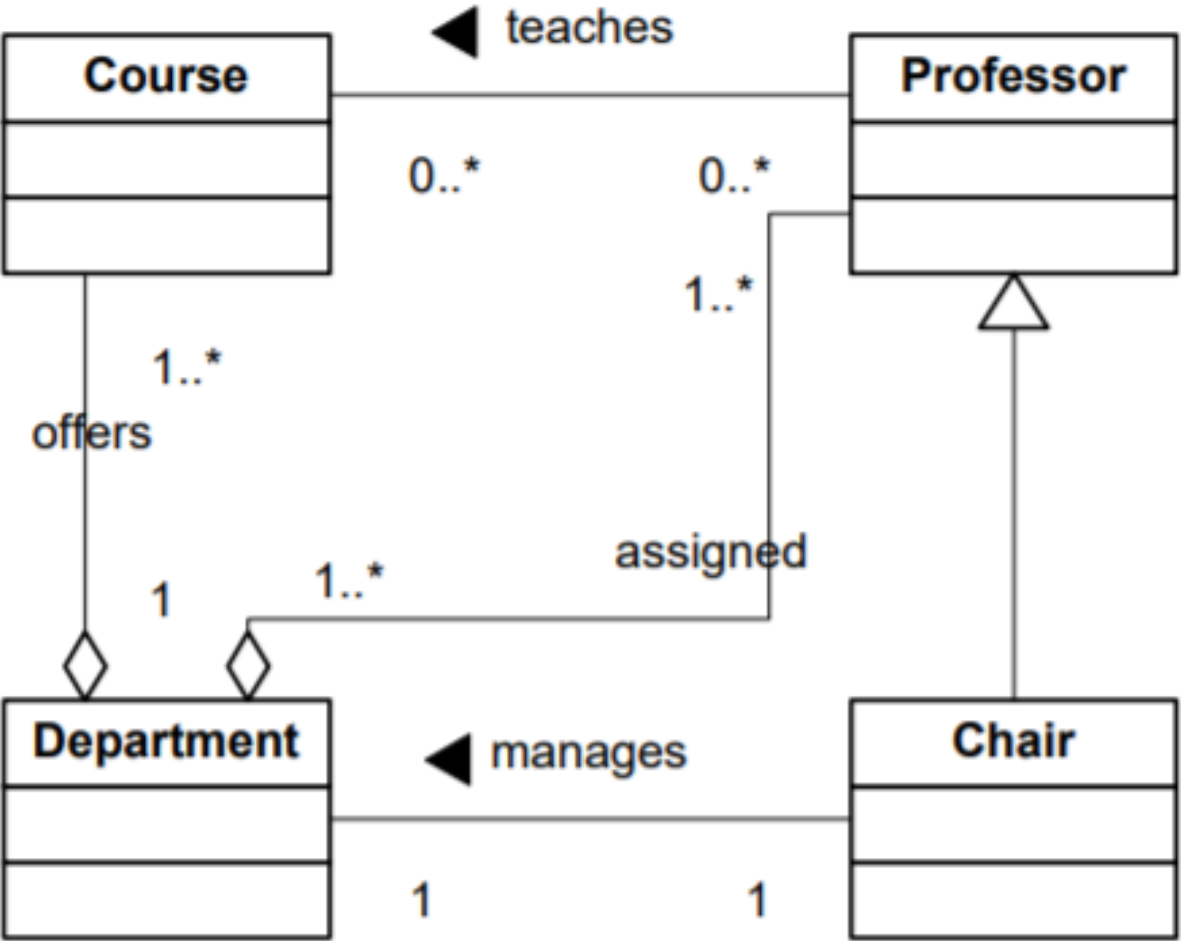 teaches
Course
Professor
0..*
0..*
1..*
1..*
offers
assigned
1..*
1
Department
manages
Chair
1
1